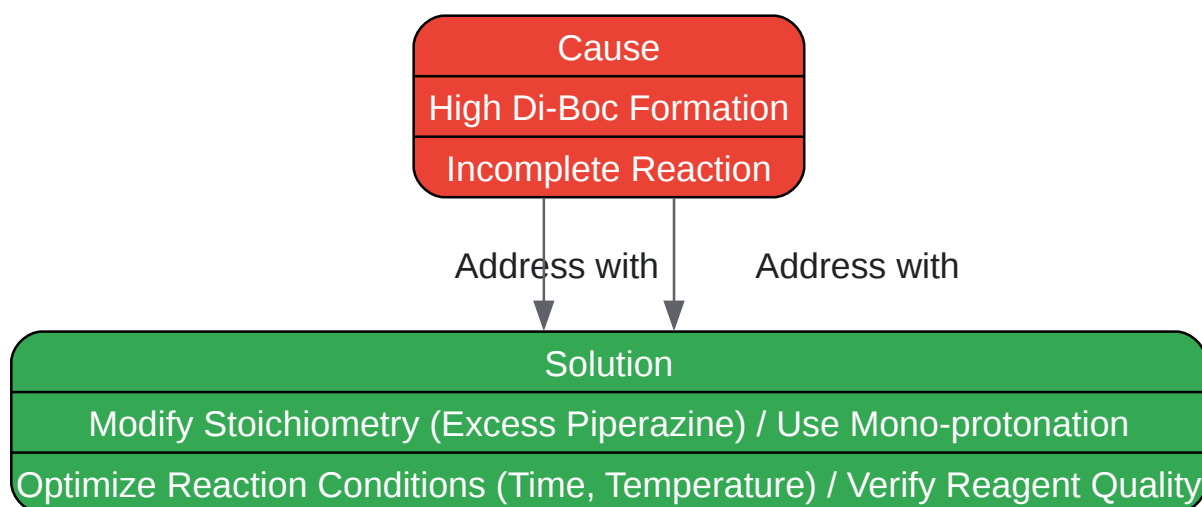 Cause
High Di-Boc Formation
Incomplete Reaction
Address with Address with
Solution
Modify Stoichiometry (Excess Piperazine) / Use Mono-protonation
Optimize Reaction Conditions (Time, Temperature) / Verify Reagent Quality